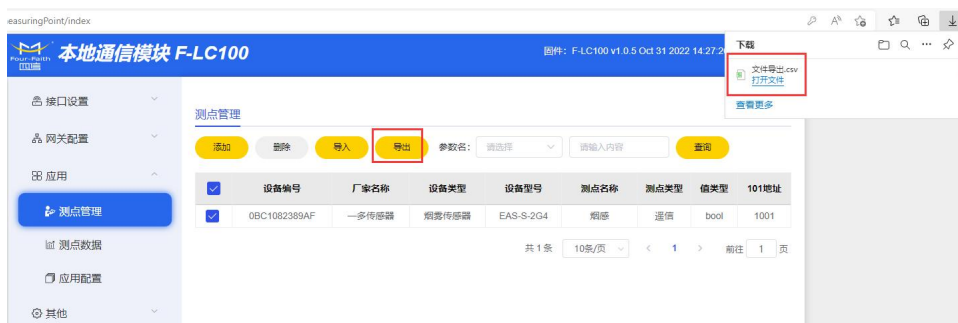 easuringPoint/index
Four-Faith
四信
本地通信模块 F-LC100
固件: F-LC100 v1.0.5 Oct 31 2022 14:27:2
下载
文件导出.csv
打开文件
查看更多
接口设置
网关配置
应用
测点管理
测点数据
应用配置
其他
测点管理
添加 删除 导入 导出 参数名: 请选择 请输入内容 查询
设备编号 厂家名称 设备类型 设备型号 测点名称 测点类型 值类型 101地址
0BC1082389AF 一多传感器 烟雾传感器 EAS-S-2G4 烟感 遥信 bool 1001
共 1 条 10条/页 < 1 > 前往 1 页